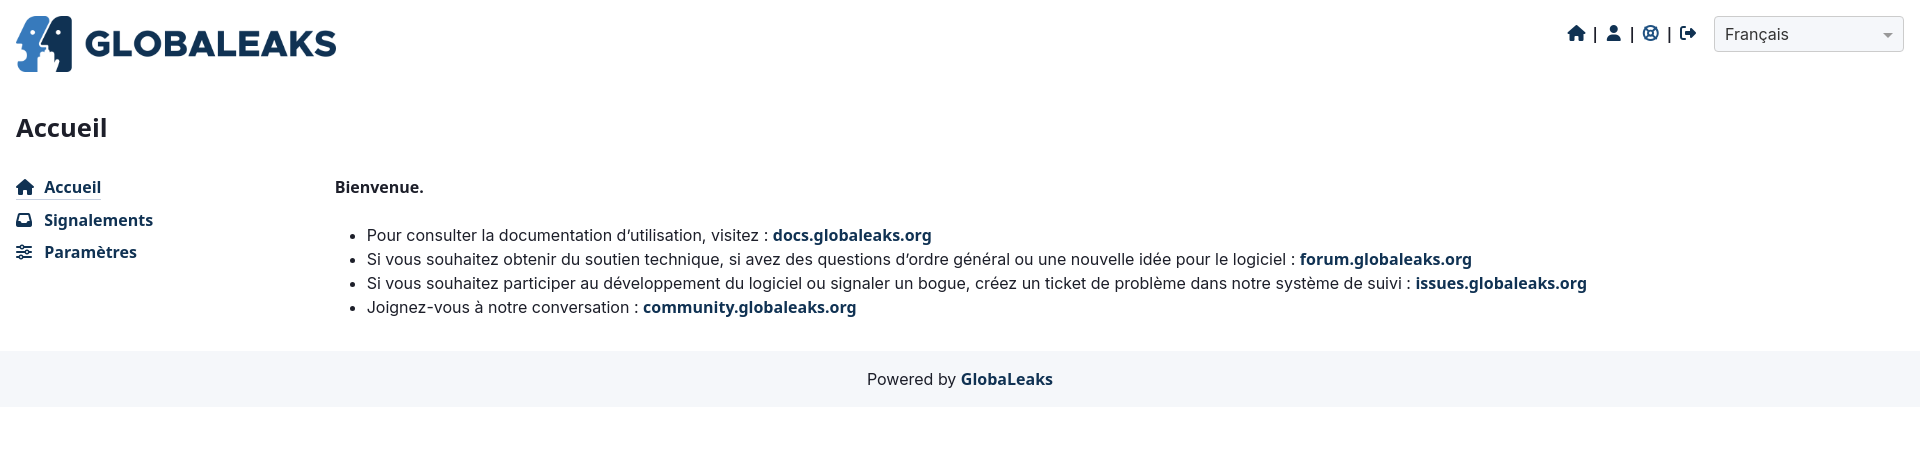 GLOBALEAKS
| | |
Français
Accueil
Accueil
Signalements
Paramètres
Bienvenue.
• Pour consulter la documentation d’utilisation, visitez : docs.globaleaks.org
• Si vous souhaitez obtenir du soutien technique, si avez des questions d’ordre général ou une nouvelle idée pour le logiciel : forum.globaleaks.org
• Si vous souhaitez participer au développement du logiciel ou signaler un bogue, créez un ticket de problème dans notre système de suivi : issues.globaleaks.org
• Joignez-vous à notre conversation : community.globaleaks.org
Powered by GlobaLeaks